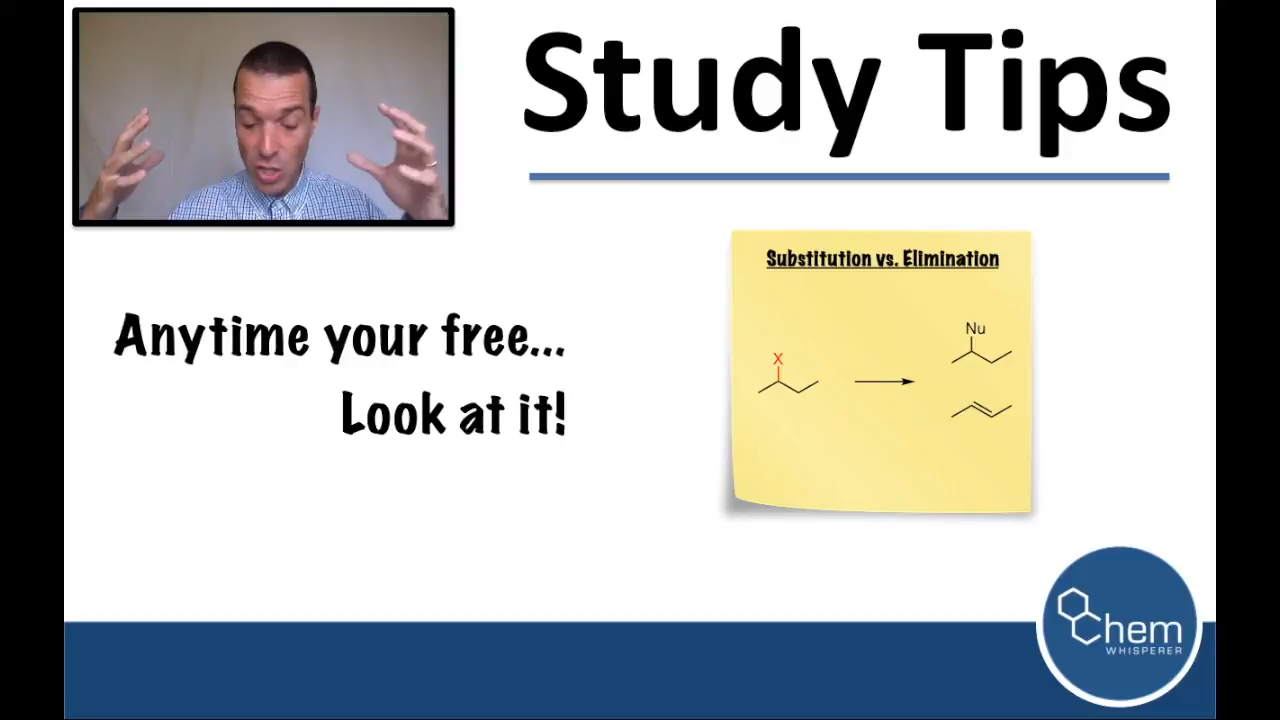 Study Tips
Substitution vs. Elimination
Anytime your free...
Look at it!
X
Nu
Chem
WHISPERER